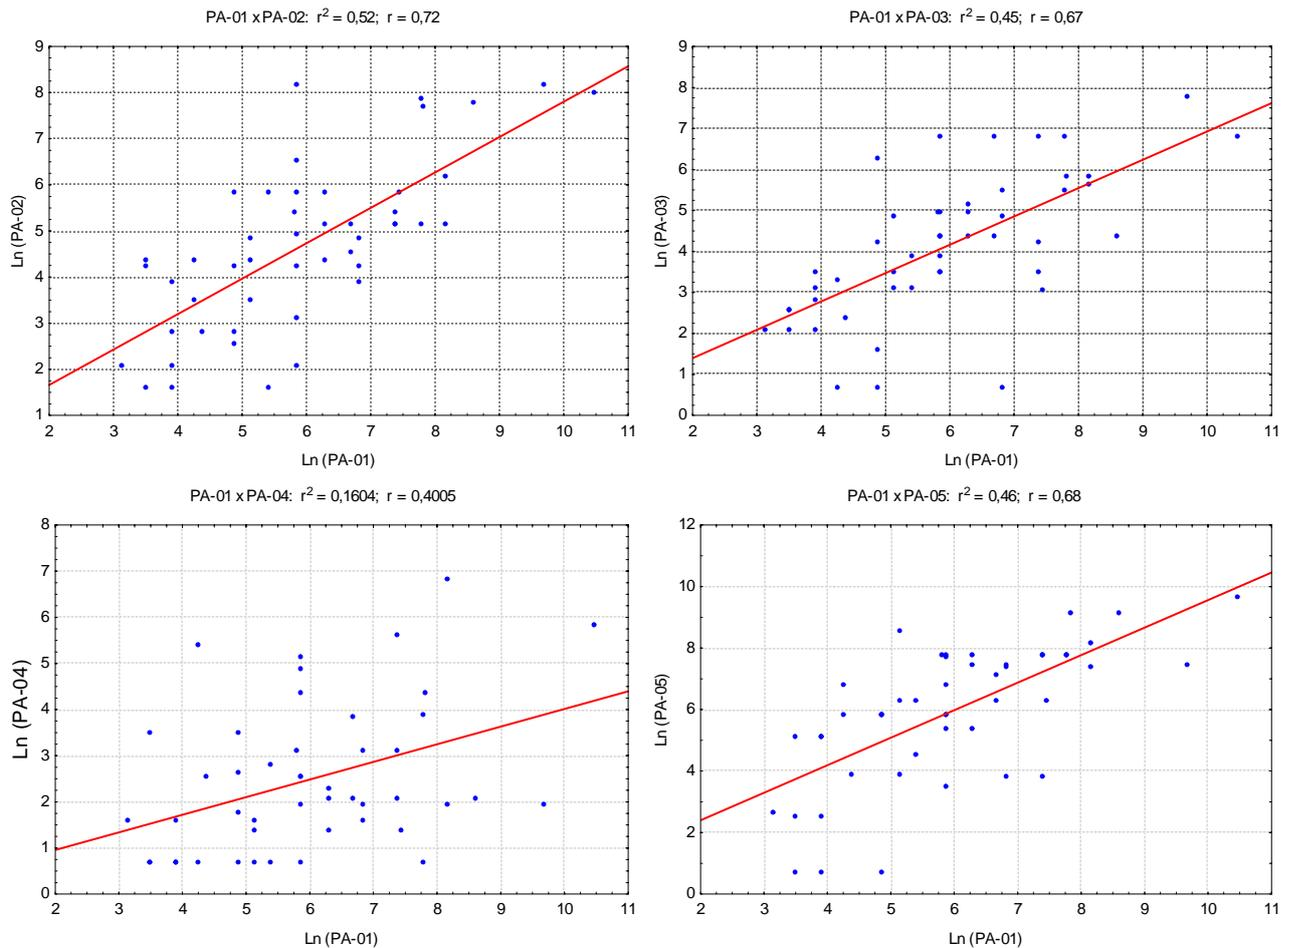 PA-01 x PA-02: r² = 0,52; r = 0,72
9
8
7
6
5
4
3
2
1
Ln (PA-02)
2 3 4 5 6 7 8 9 10 11
Ln (PA-01)
PA-01 x PA-03: r² = 0,45; r = 0,67
9
8
7
6
5
4
3
2
1
0
Ln (PA-03)
2 3 4 5 6 7 8 9 10 11
Ln (PA-01)
PA-01 x PA-04: r² = 0,1604; r = 0,4005
8
7
6
5
4
3
2
1
0
Ln (PA-04)
2 3 4 5 6 7 8 9 10 11
Ln (PA-01)
PA-01 x PA-05: r² = 0,46; r = 0,68
12
10
8
6
4
2
0
Ln (PA-05)
2 3 4 5 6 7 8 9 10 11
Ln (PA-01)